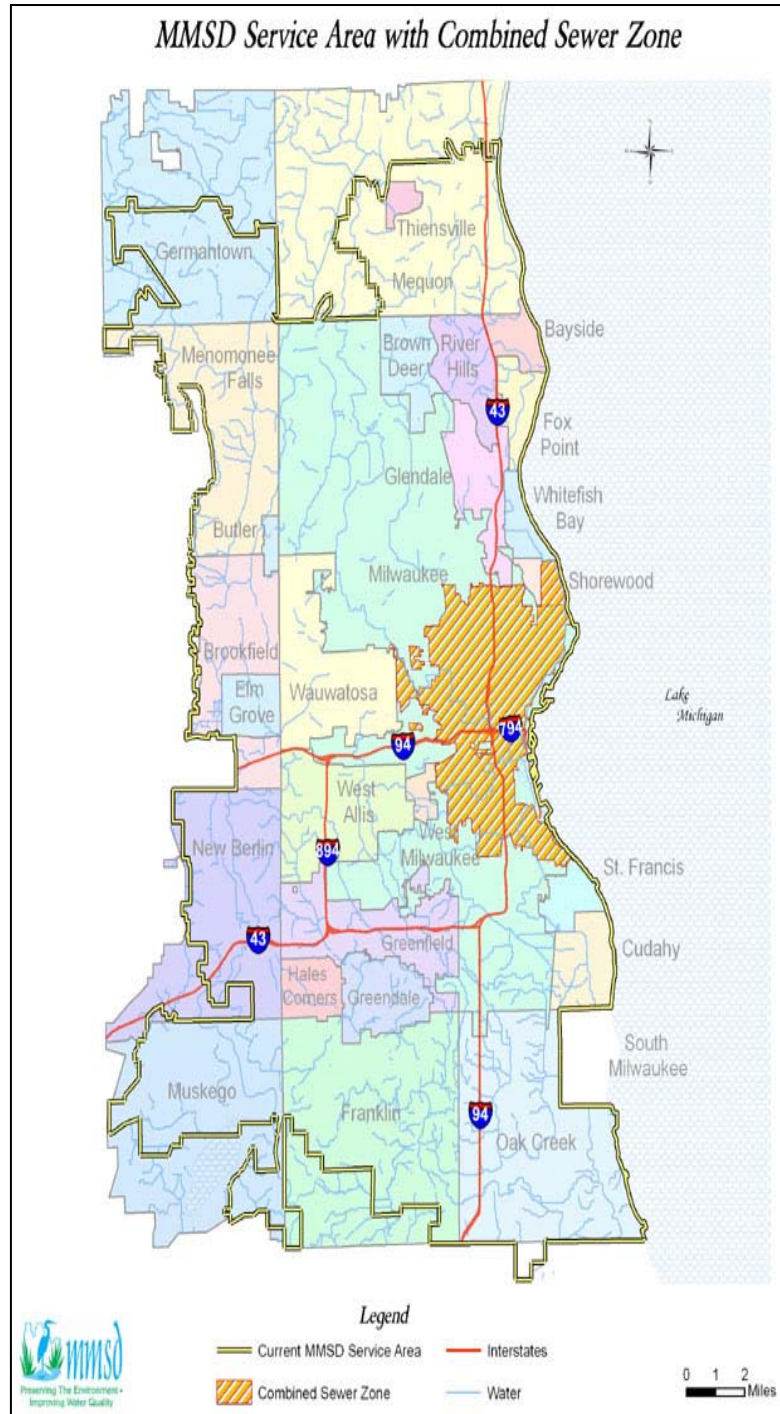 MMSD Service Area with Combined Sewer Zone
Thiensville
Germantown
Mequon
Bayside
Brown
Deer
River
Hills
Menomonee
Falls
43
Fox
Point
Glendale
Whitefish
Bay
Butler
Milwaukee
Shorewood
Brookfield
Elm
Grove
Wauwatosa
Lake
Michigan
794
94
West
Allis
New Berlin
894
West
Milwaukee
St. Francis
43
Greenfield
Cudahy
Hales
Corners
Greendale
South
Milwaukee
Muskego
Franklin
94
Oak Creek
Legend
Current MMSD Service Area
Interstates
Combined Sewer Zone
Water
mmsd
Preserving The Environment •
Improving Water Quality
0 1 2
Miles